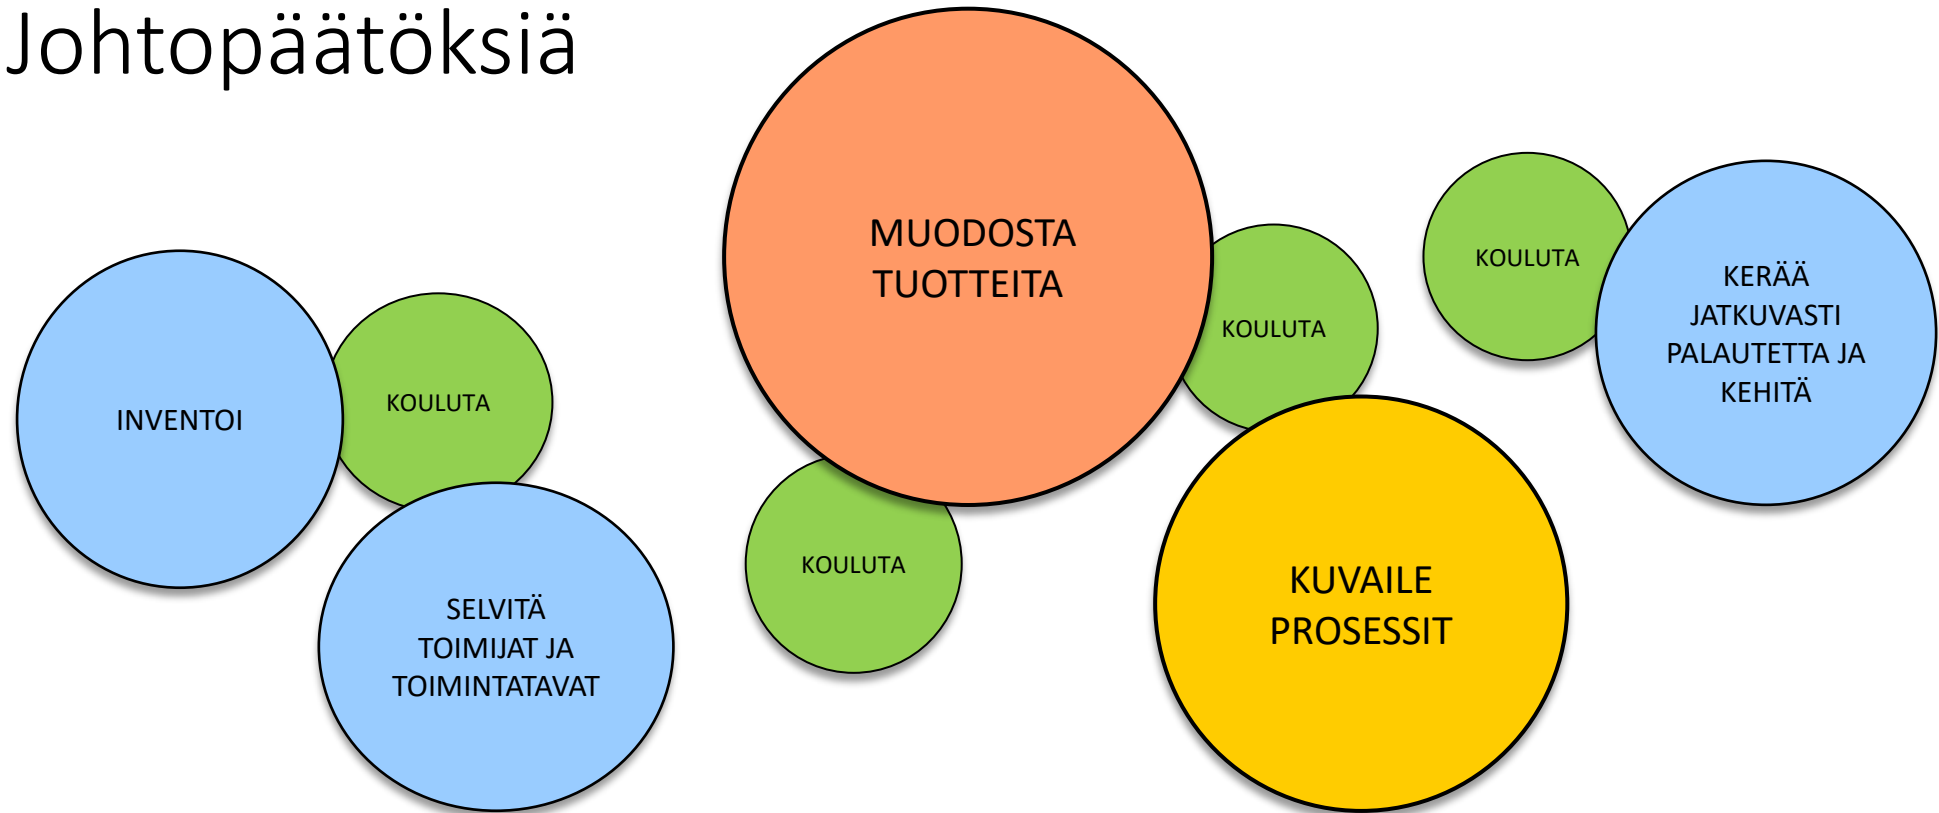 Johtopäätöksiä
INVENTOI
KOULUTA
SELVITÄ
TOIMIJAT JA
TOIMINTATAVAT
KOULUTA
MUODOSTA
TUOTTEITA
KOULUTA
KUVAILE
PROSESSIT
KOULUTA
KERÄÄ
JATKUVASTI
PALAUTETTA JA
KEHITÄ